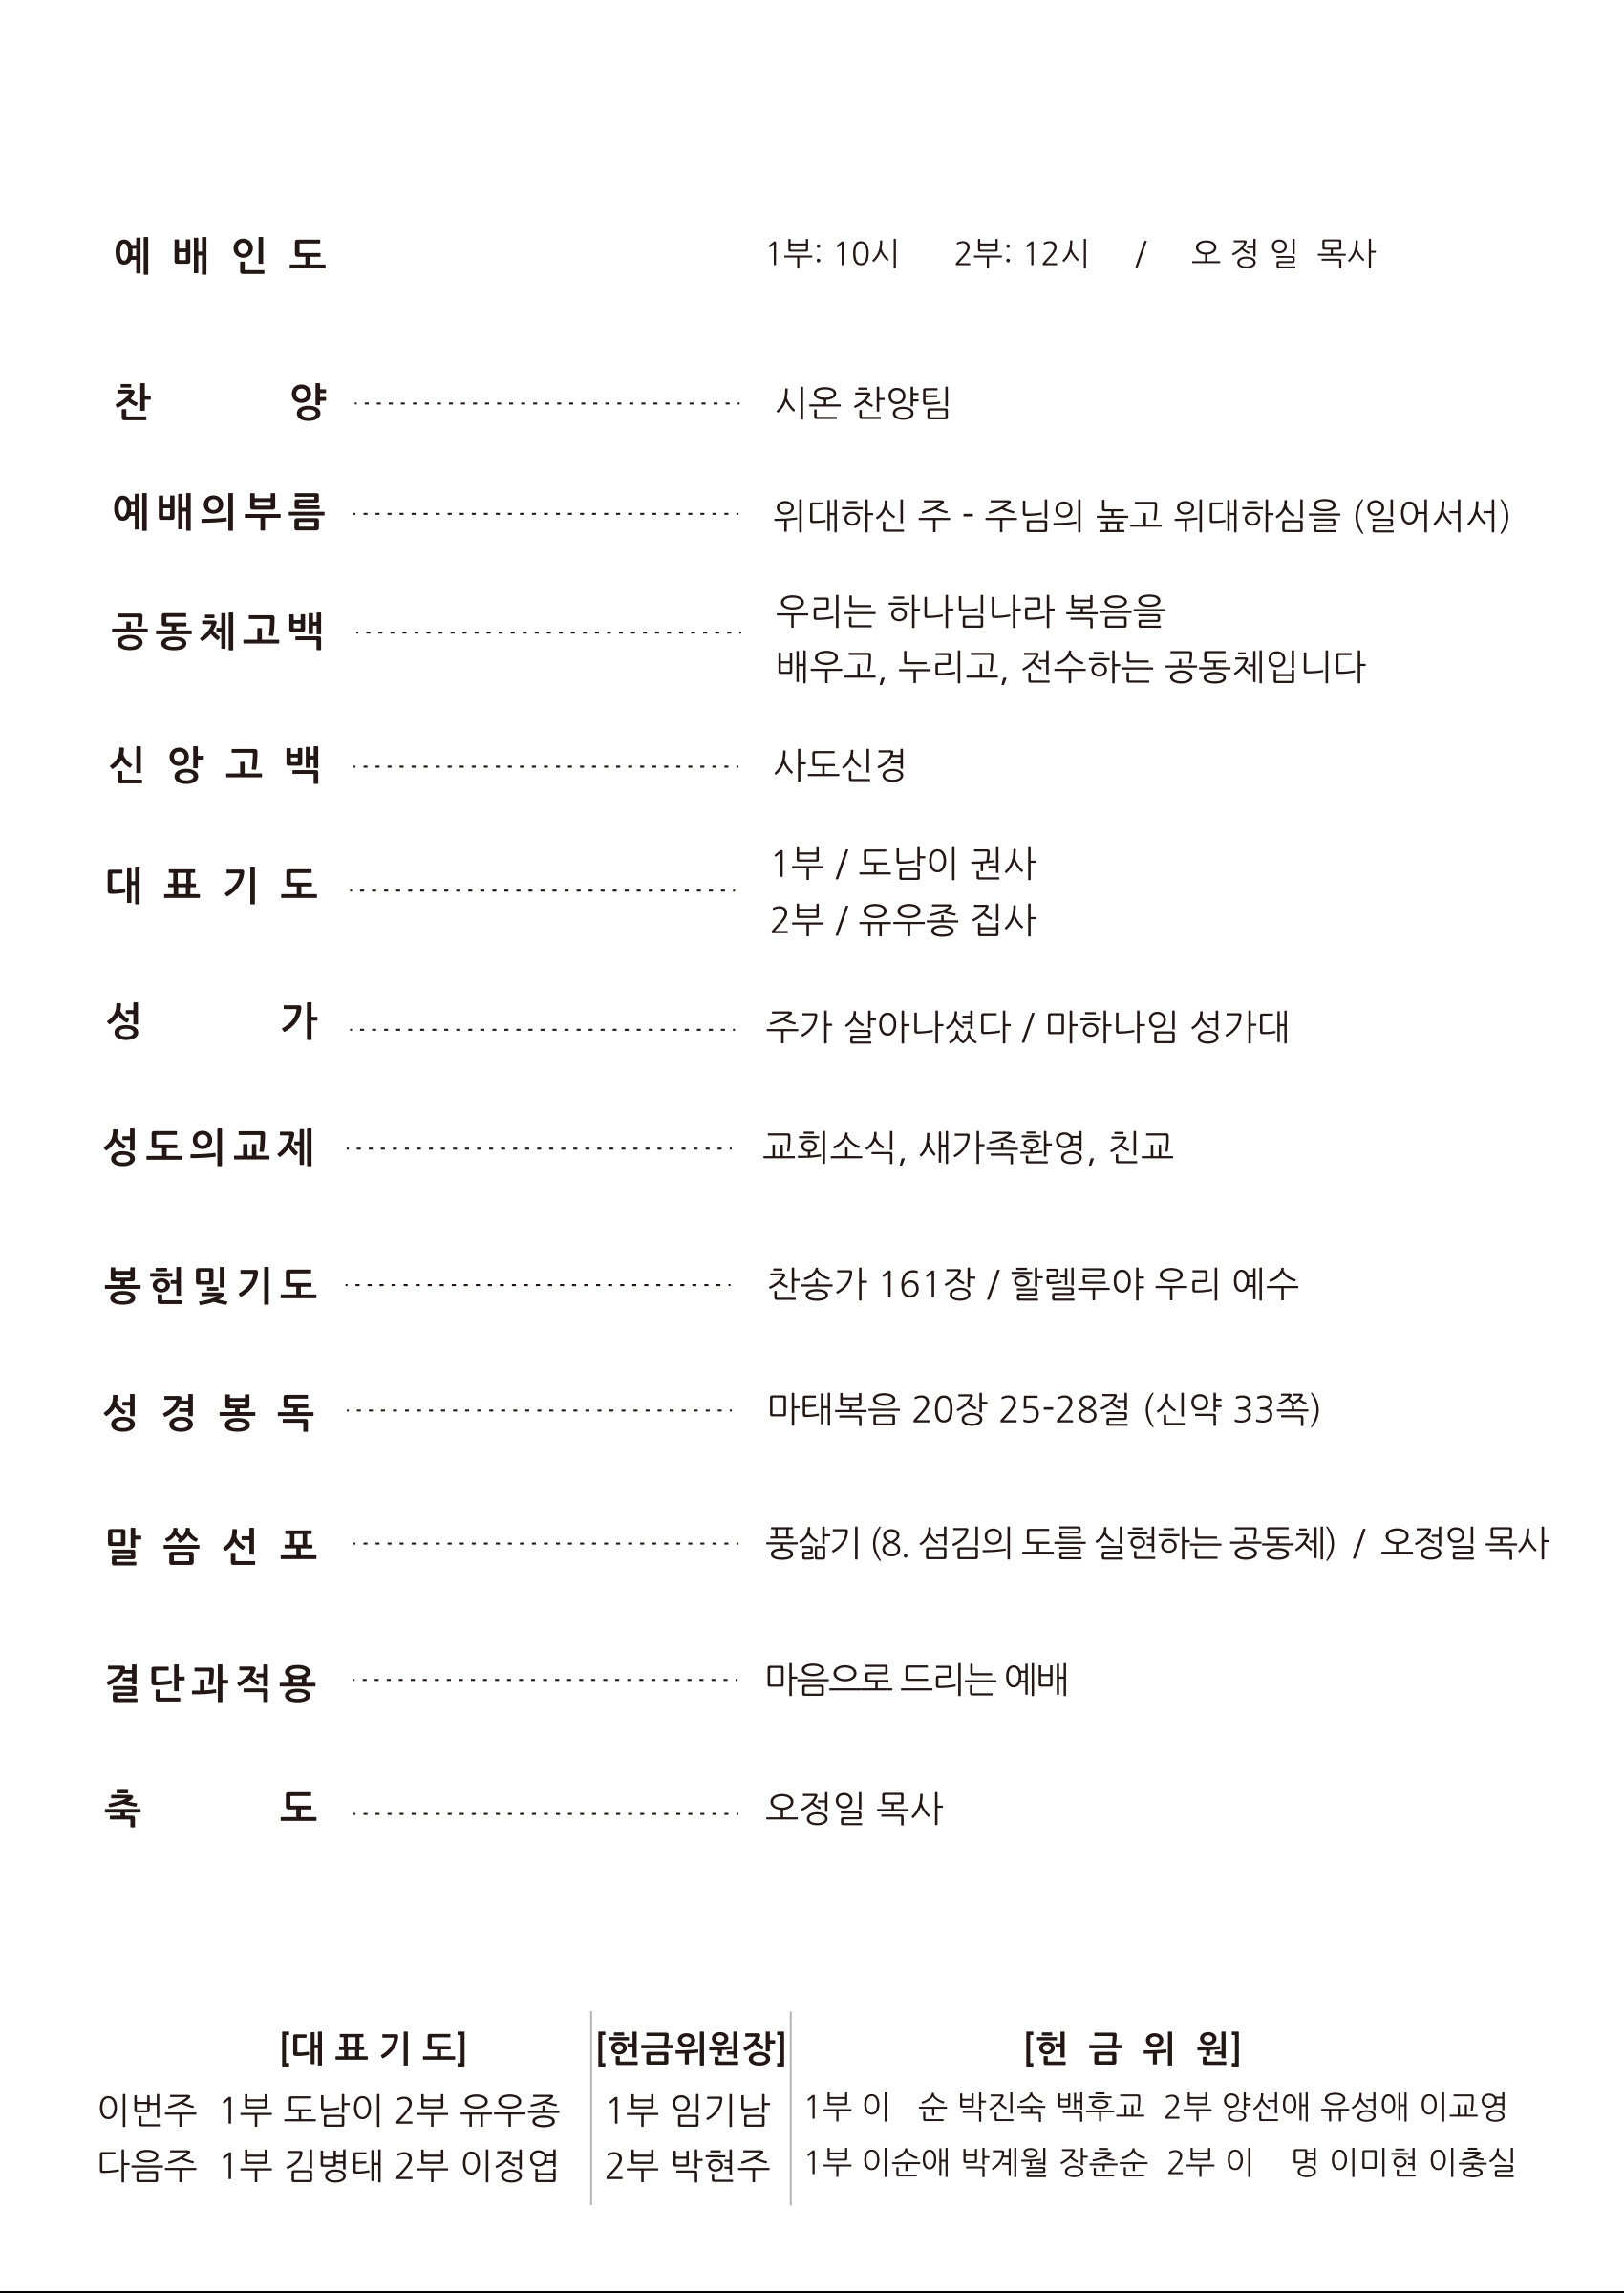 예 배 인 도 1부: 10시 2부: 12시 / 오 정 일 목사
찬 양 시온 찬양팀
예배의부름 위대하신 주 - 주님의 높고 위대하심을 (일어서서)
공동체고백 우리는 하나님나라 복음을
배우고, 누리고, 전수하는 공동체입니다
신 앙 고 백 사도신경
대 표 기 도 1부 / 도남이 권사
2부 / 유우종 집사
성 가 주가 살아나셨다 / 마하나임 성가대
성도의교제 교회소식, 새가족환영, 친교
봉헌및기도 찬송가 161장 / 할렐루야 우리 예수
성 경 봉 독 마태복음 20장 25-28절 (신약 33쪽)
말 씀 선 포 풍삶기 (8. 섬김의 도를 실현하는 공동체) / 오정일 목사
결단과적용 마음으로 드리는 예배
축 도 오정일 목사
[대 표 기 도] [헌금위원장] [헌 금 위 원]
이번주 1부 도남이 2부 유우종 1부 임기남 1부 이 순 박진숙 백후교 2부 양선애 유성애 이교영
다음주 1부 김병태 2부 이정엽 2부 박현주 1부 이순애 박계월 장춘순 2부 이 명 이미현 이충실